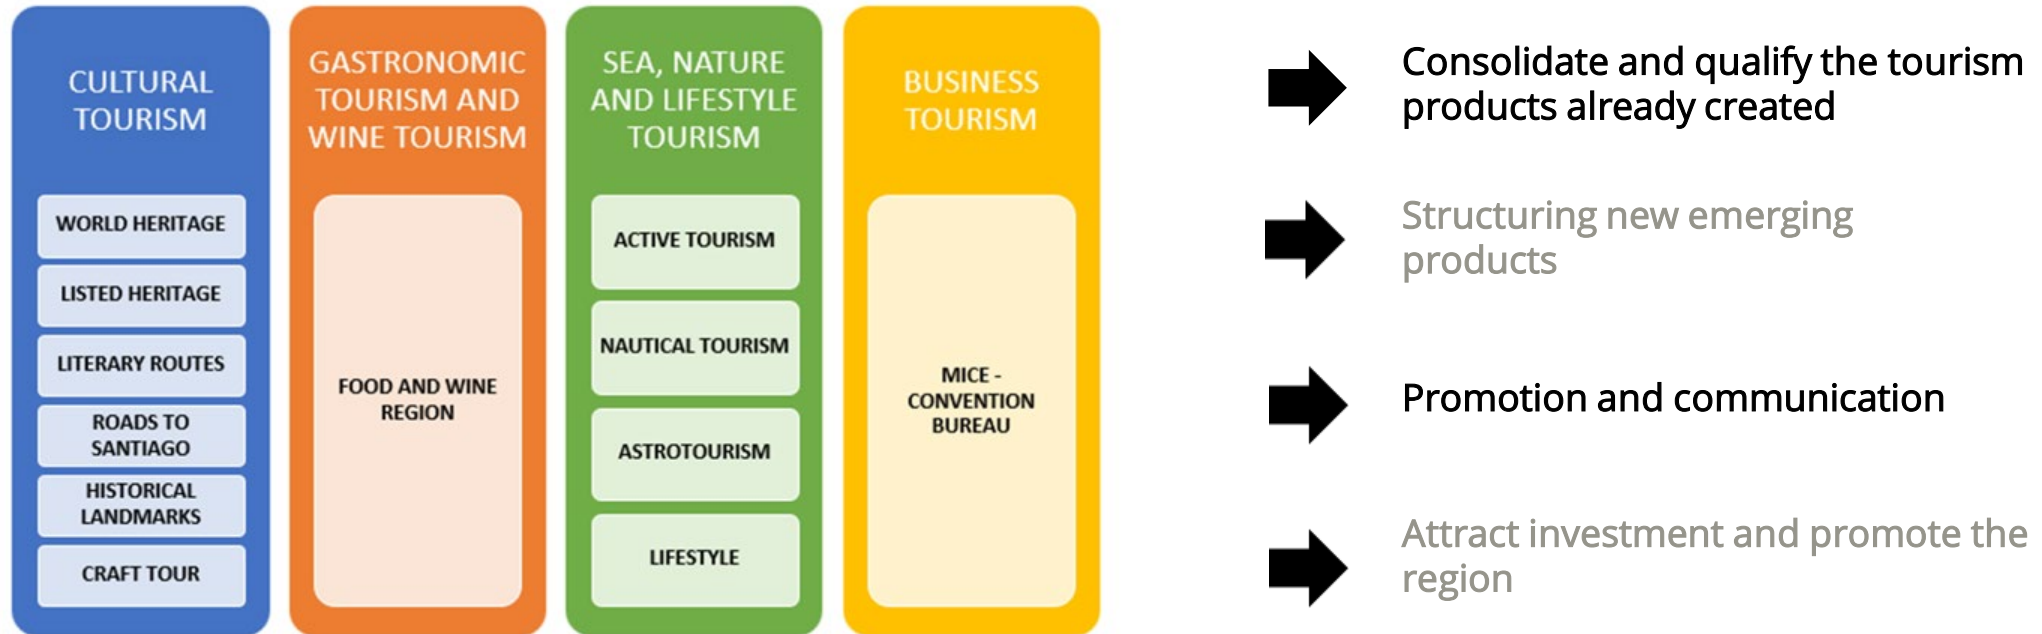 CULTURAL
TOURISM
WORLD HERITAGE
LISTED HERITAGE
LITERARY ROUTES
ROADS TO
SANTIAGO
HISTORICAL
LANDMARKS
CRAFT TOUR
GASTRONOMIC
TOURISM AND
WINE TOURISM
FOOD AND WINE
REGION
SEA, NATURE
AND LIFESTYLE
TOURISM
ACTIVE TOURISM
NAUTICAL TOURISM
ASTROTOURISM
LIFESTYLE
BUSINESS
TOURISM
MICE -
CONVENTION
BUREAU
Consolidate and qualify the tourism
products already created
Structuring new emerging
products
Promotion and communication
Attract investment and promote the
region